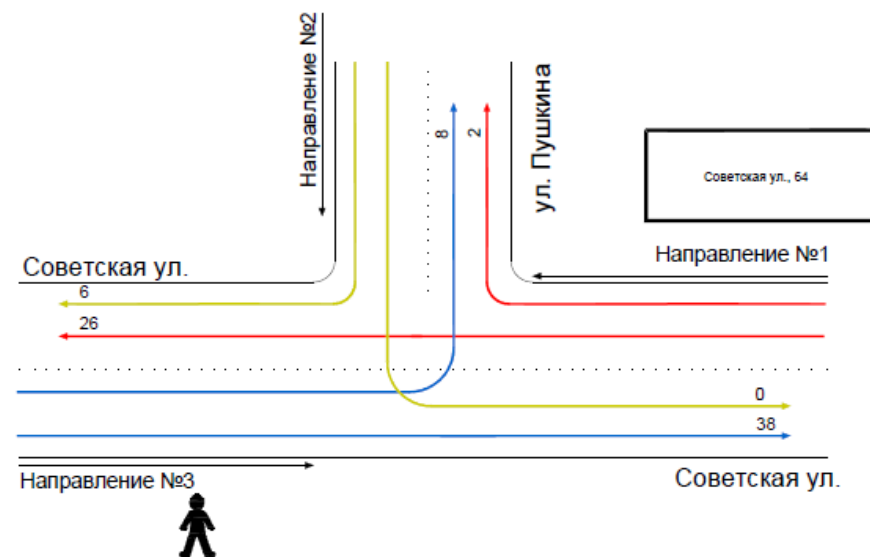 Направление №2
ул. Пушкина
8
2
Советская ул., 64
Направление №1
Советская ул.
6
26
0
38
Направление №3
Советская ул.